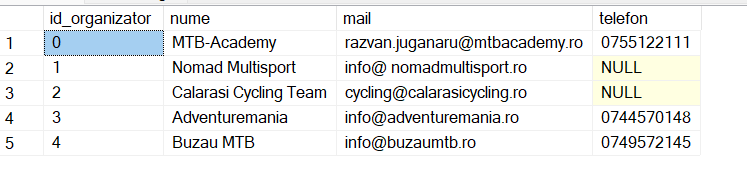 id_organizator nume mail telefon
1 0 MTB-Academy razvan.juganaru@mtbacademy.ro 0755122111
2 1 Nomad Multisport info@ nomadmultisport.ro NULL
3 2 Calarasi Cycling Team cycling@calarasicycling.ro NULL
4 3 Adventuremania info@adventuremania.ro 0744570148
5 4 Buzau MTB info@buzaumtb.ro 0749572145